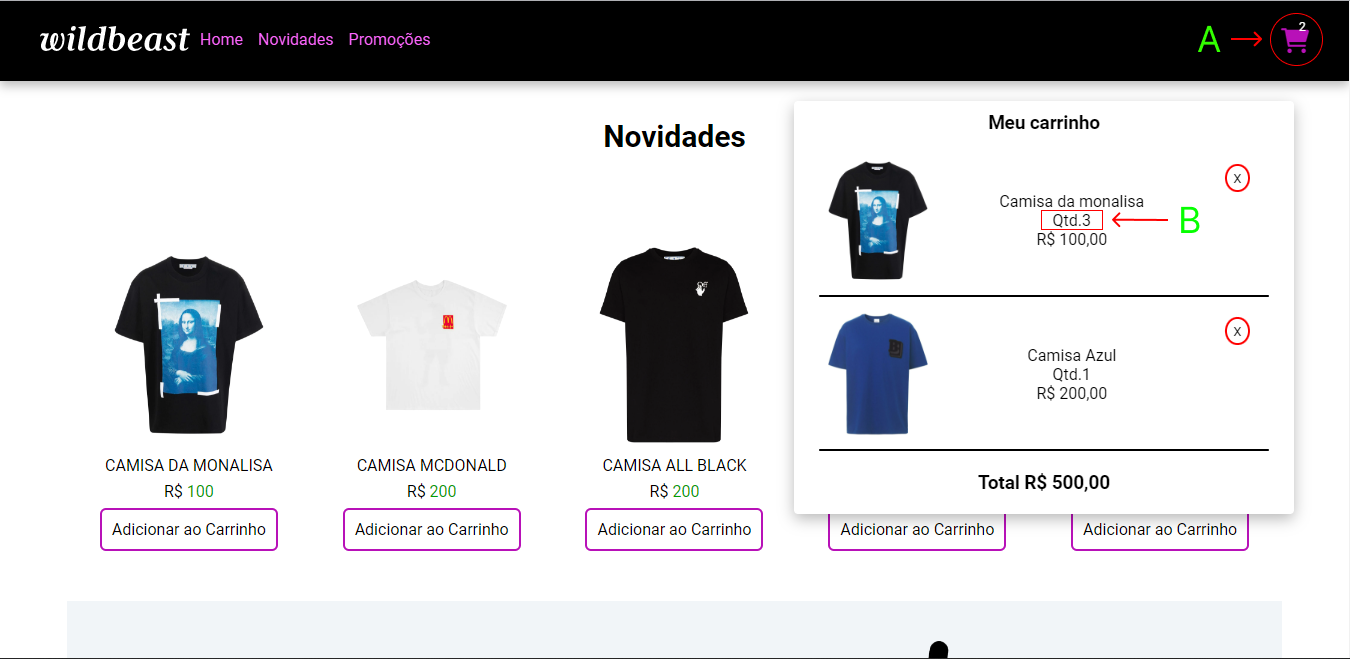 wildbeast Home Novidades Promoções A 2
Novidades
Meu carrinho
X
Camisa da monalisa
Qtd.3 B
R$ 100,00
X
Camisa Azul
Qtd.1
R$ 200,00
Total R$ 500,00
Off
CAMISA DA MONALISA CAMISA MCDONALD CAMISA ALL BLACK
R$ 100 R$ 200 R$ 200
Adicionar ao Carrinho Adicionar ao Carrinho Adicionar ao Carrinho Adicionar ao Carrinho Adicionar ao Carrinho